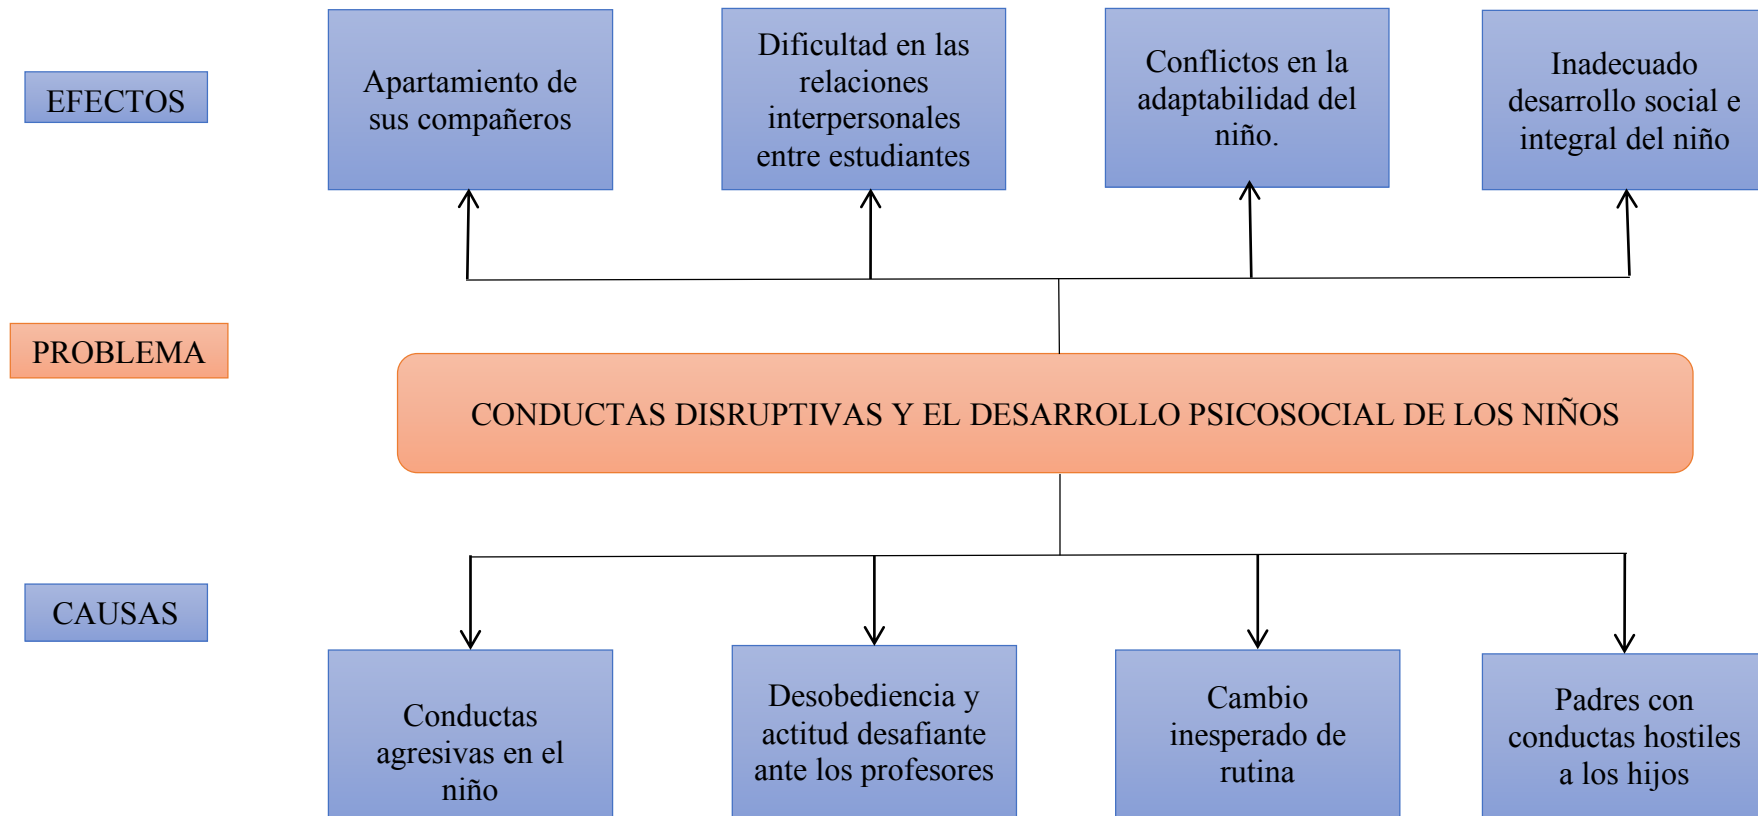 EFECTOS
Apartamiento de
sus compañeros
Dificultad en las
relaciones
interpersonales
entre estudiantes
Conflictos en la
adaptabilidad del
niño.
Inadecuado
desarrollo social e
integral del niño
PROBLEMA
CONDUCTAS DISRUPTIVAS Y EL DESARROLLO PSICOSOCIAL DE LOS NIÑOS
CAUSAS
Conductas
agresivas en el
niño
Desobediencia y
actitud desafiante
ante los profesores
Cambio
inesperado de
rutina
Padres con
conductas hostiles
a los hijos